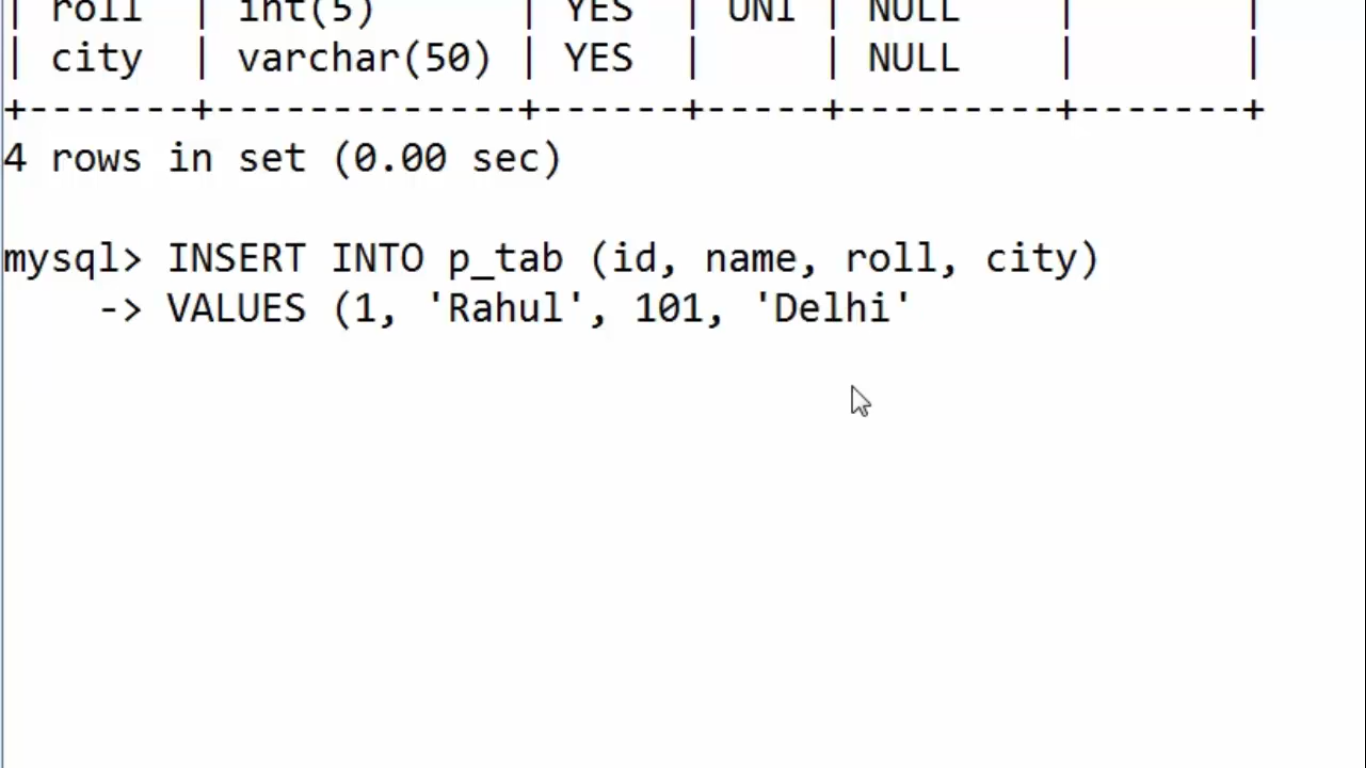 | roll  | int(5)      | YES  | UNI | NULL    |       |
| city  | varchar(50) | YES  |     | NULL    |       |
+-------+-------------+------+-----+---------+-------+
4 rows in set (0.00 sec)
mysql> INSERT INTO p_tab (id, name, roll, city)
    -> VALUES (1, 'Rahul', 101, 'Delhi'